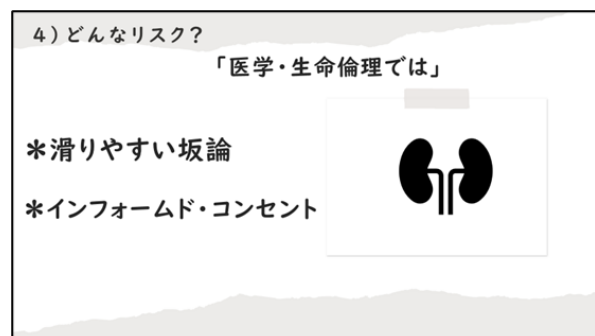 4)どんなリスク?
「医学・生命倫理では」
＊滑りやすい坂論
＊インフォームド・コンセント